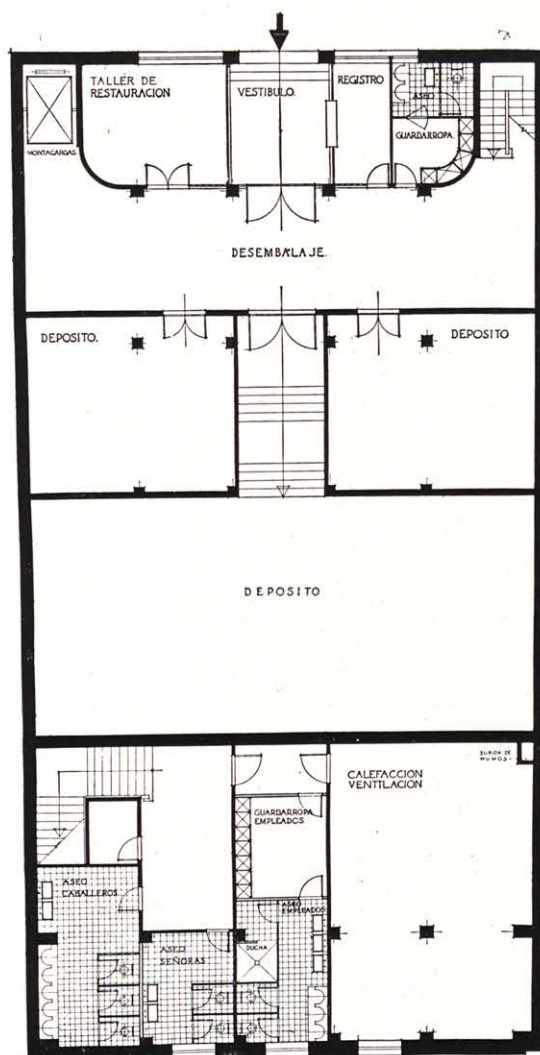 TALLER DE
RESTAURACION
VESTIBULO.
REGISTRO
ASEO
GUARDARROPA.
MONTACARGAS
DESEMBALAJE.
DEPOSITO.
DEPOSITO
DEPOSITO
SUBIDA DE
HUMOS
CALEFACCION
VENTILACION
GUARDARROPA
EMPLEADOS
ASEO
CABALLEROS
ASEO
EMPLEADOS
ASEO
SEÑORAS
DUCHA